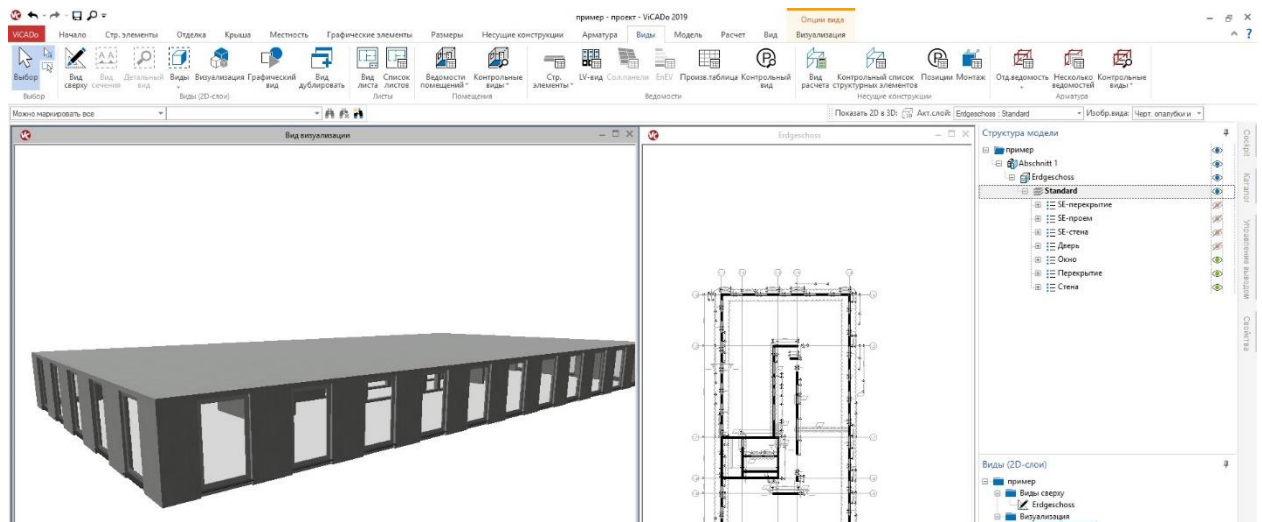 пример - проект - ViCADo 2019
Опции вида
ViCADo Начало Стр. элементы Отделка Крыша Местность Графические элементы Размеры Несущие конструкции Арматура Виды Модель Расчет Вид Визуализация
Выбор
Вид сверху
Вид сечения
Детальный вид
Виды
Визуализация
Графический вид
Вид дублировать
Вид листа
Список листов
Ведомости помещений
Контрольные виды
Стр. элементы
LV-вид
Сол.панели
EnEV
Произв.таблица
Контрольный вид
Вид расчета
Контрольный список структурных элементов
Позиции
Монтаж
Отд.ведомость
Несколько ведомостей
Контрольные виды
Выбор Виды (2D-слои) Листы Помещения Ведомости Несущие конструкции Арматура
Можно маркировать все
Показать 2D в 3D: Акт.слой: Erdgeschoss : Standard Изобр.вида: Черт. опалубки и
Вид визуализации
Erdgeschoss
Структура модели
пример
Abschnitt 1
Erdgeschoss
Standard
SE-перекрытие
SE-проем
SE-стена
Дверь
Окно
Перекрытие
Стена
Виды (2D-слои)
пример
Виды сверху
Erdgeschoss
Визуализация
Cockpit
Каталог
Управление выводом
Свойства